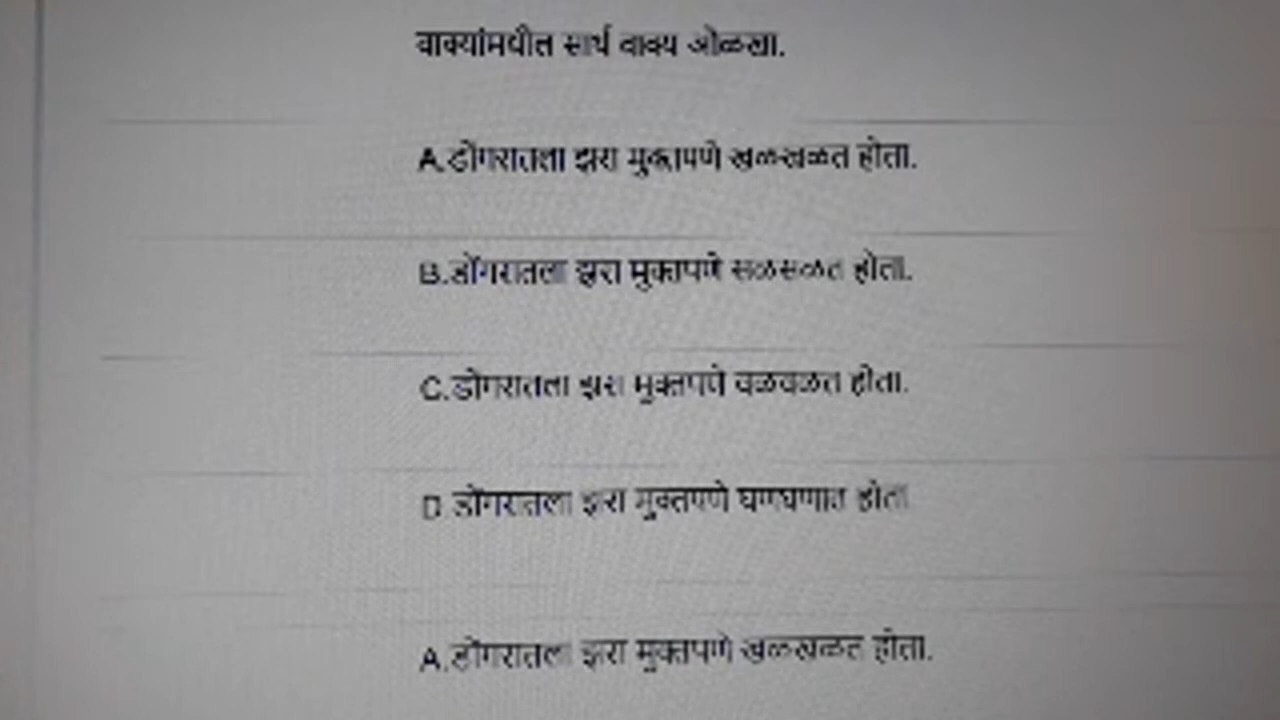 वाक्यांमधील सार्थ वाक्य ओळखा.
A.डोंगरातला झरा मुक्तपणे खळखळत होता.
B.डोंगरातला झरा मुक्तपणे सळसळत होता.
C.डोंगरातला झरा मुक्तपणे वळवळत होता.
D डोंगरातला झरा मुक्तपणे घणघणात होता
A.डोंगरातला झरा मुक्तपणे खळखळत होता.